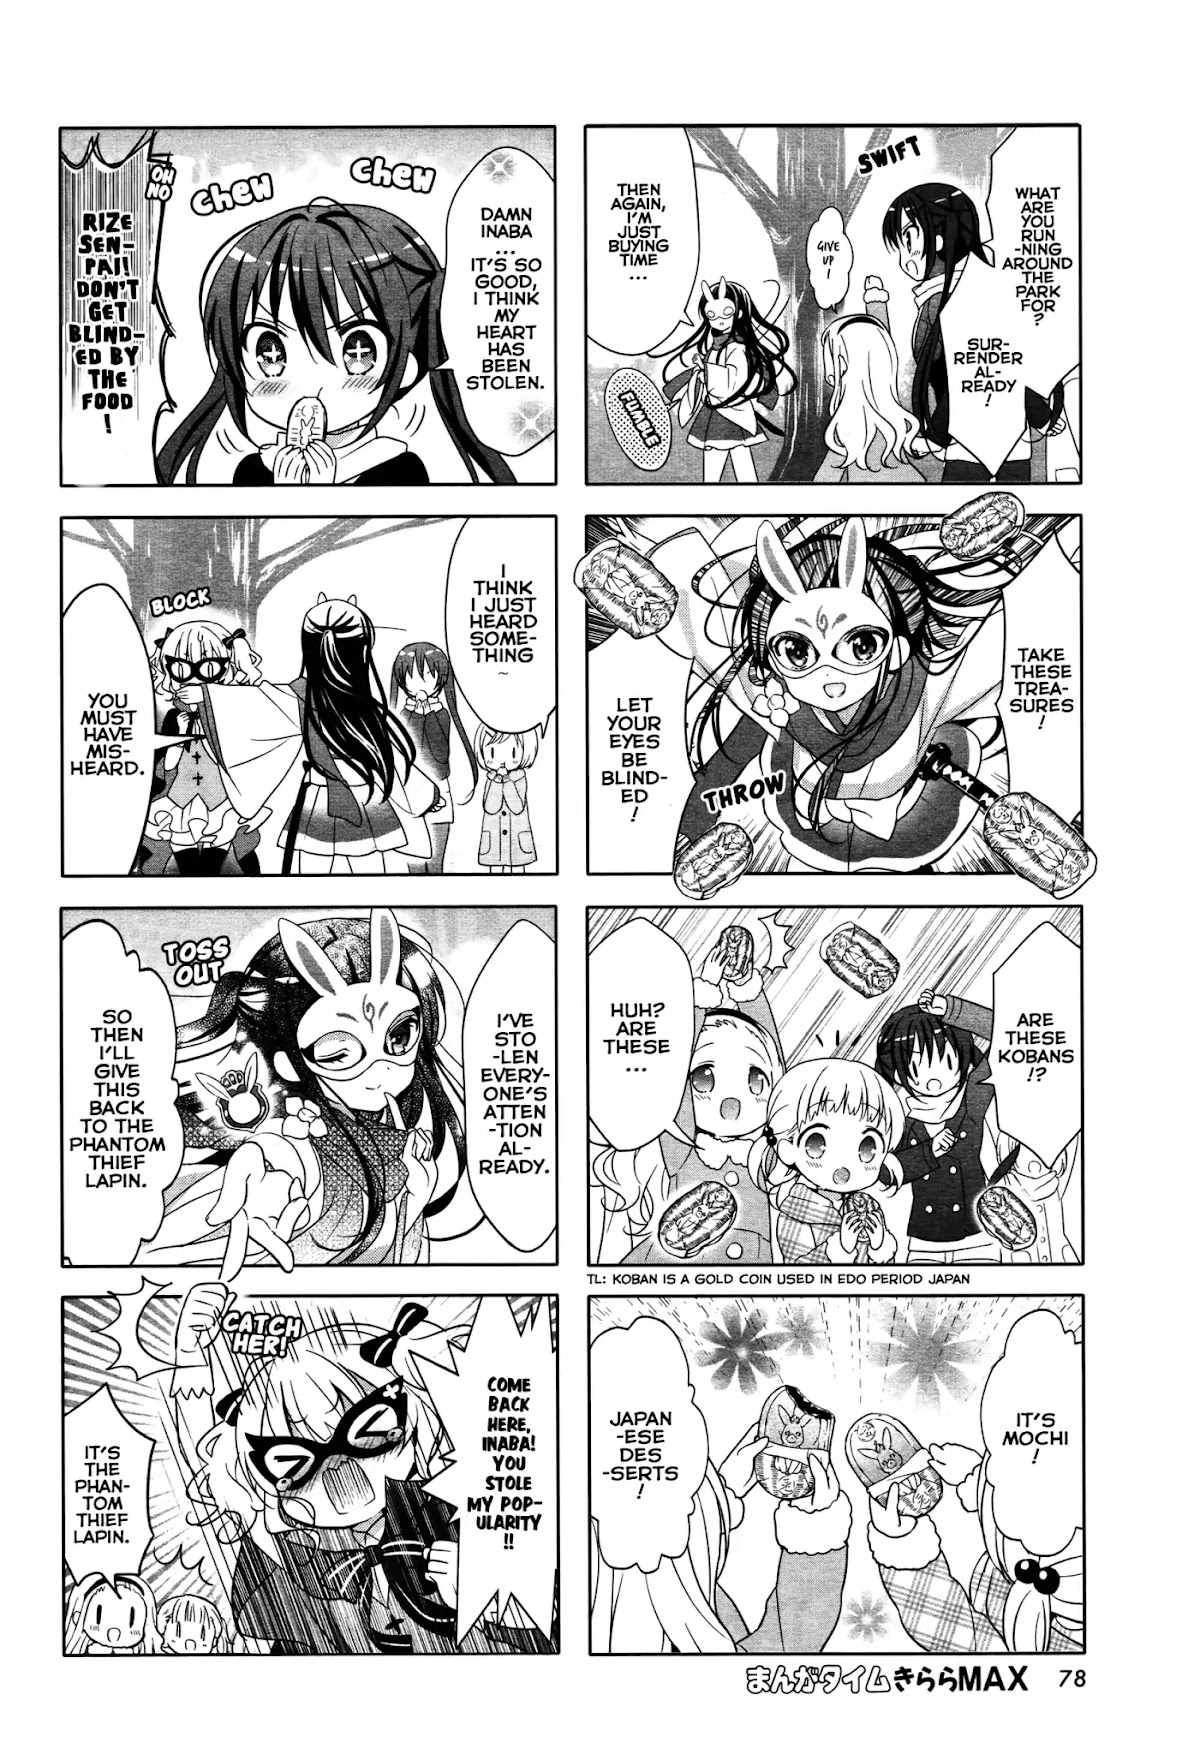 WHAT
ARE
YOU
RUN
-NING
AROUND
THE
PARK
FOR?
SUR-
RENDER
AL-
READY
!
SWIFT
GIVE
UP!
THEN
AGAIN,
I'M
JUST
BUYING
TIME
...
FUMBLE
TAKE
THESE
TREA-
SURES
!
THROW
LET
YOUR
EYES
BE
BLIND-
ED
!
ARE
THESE
KOBANS
!?
HUH?
ARE
THESE
...
TL: KOBAN IS A GOLD COIN USED IN EDO PERIOD JAPAN
IT'S
MOCHI
!
JAPAN
-ESE
DES
-SERTS
!
DAMN
INABA
...
IT'S SO
GOOD,
I THINK
MY
HEART
HAS
BEEN
STOLEN.
CHEW
CHEW
OH
NO
RIZE
SEN-
PAI!
DON'T
GET
BLIND-
ED BY
THE
FOOD
!
I
THINK
I JUST
HEARD
SOME-
THING
~
BLOCK
YOU
MUST
HAVE
MIS-
HEARD.
I'VE
STO
-LEN
EVERY-
ONE'S
ATTEN
-TION
AL-
READY.
TOSS
OUT
SO
THEN
I'LL
GIVE
THIS
BACK
TO THE
PHANTOM
THIEF
LAPIN.
COME
BACK
HERE,
INABA!
YOU
STOLE
MY POP-
ULARITY
!!
CATCH
HER!
IT'S
THE
PHAN-
TOM
THIEF
LAPIN.
まんがタイムきららMAX 78